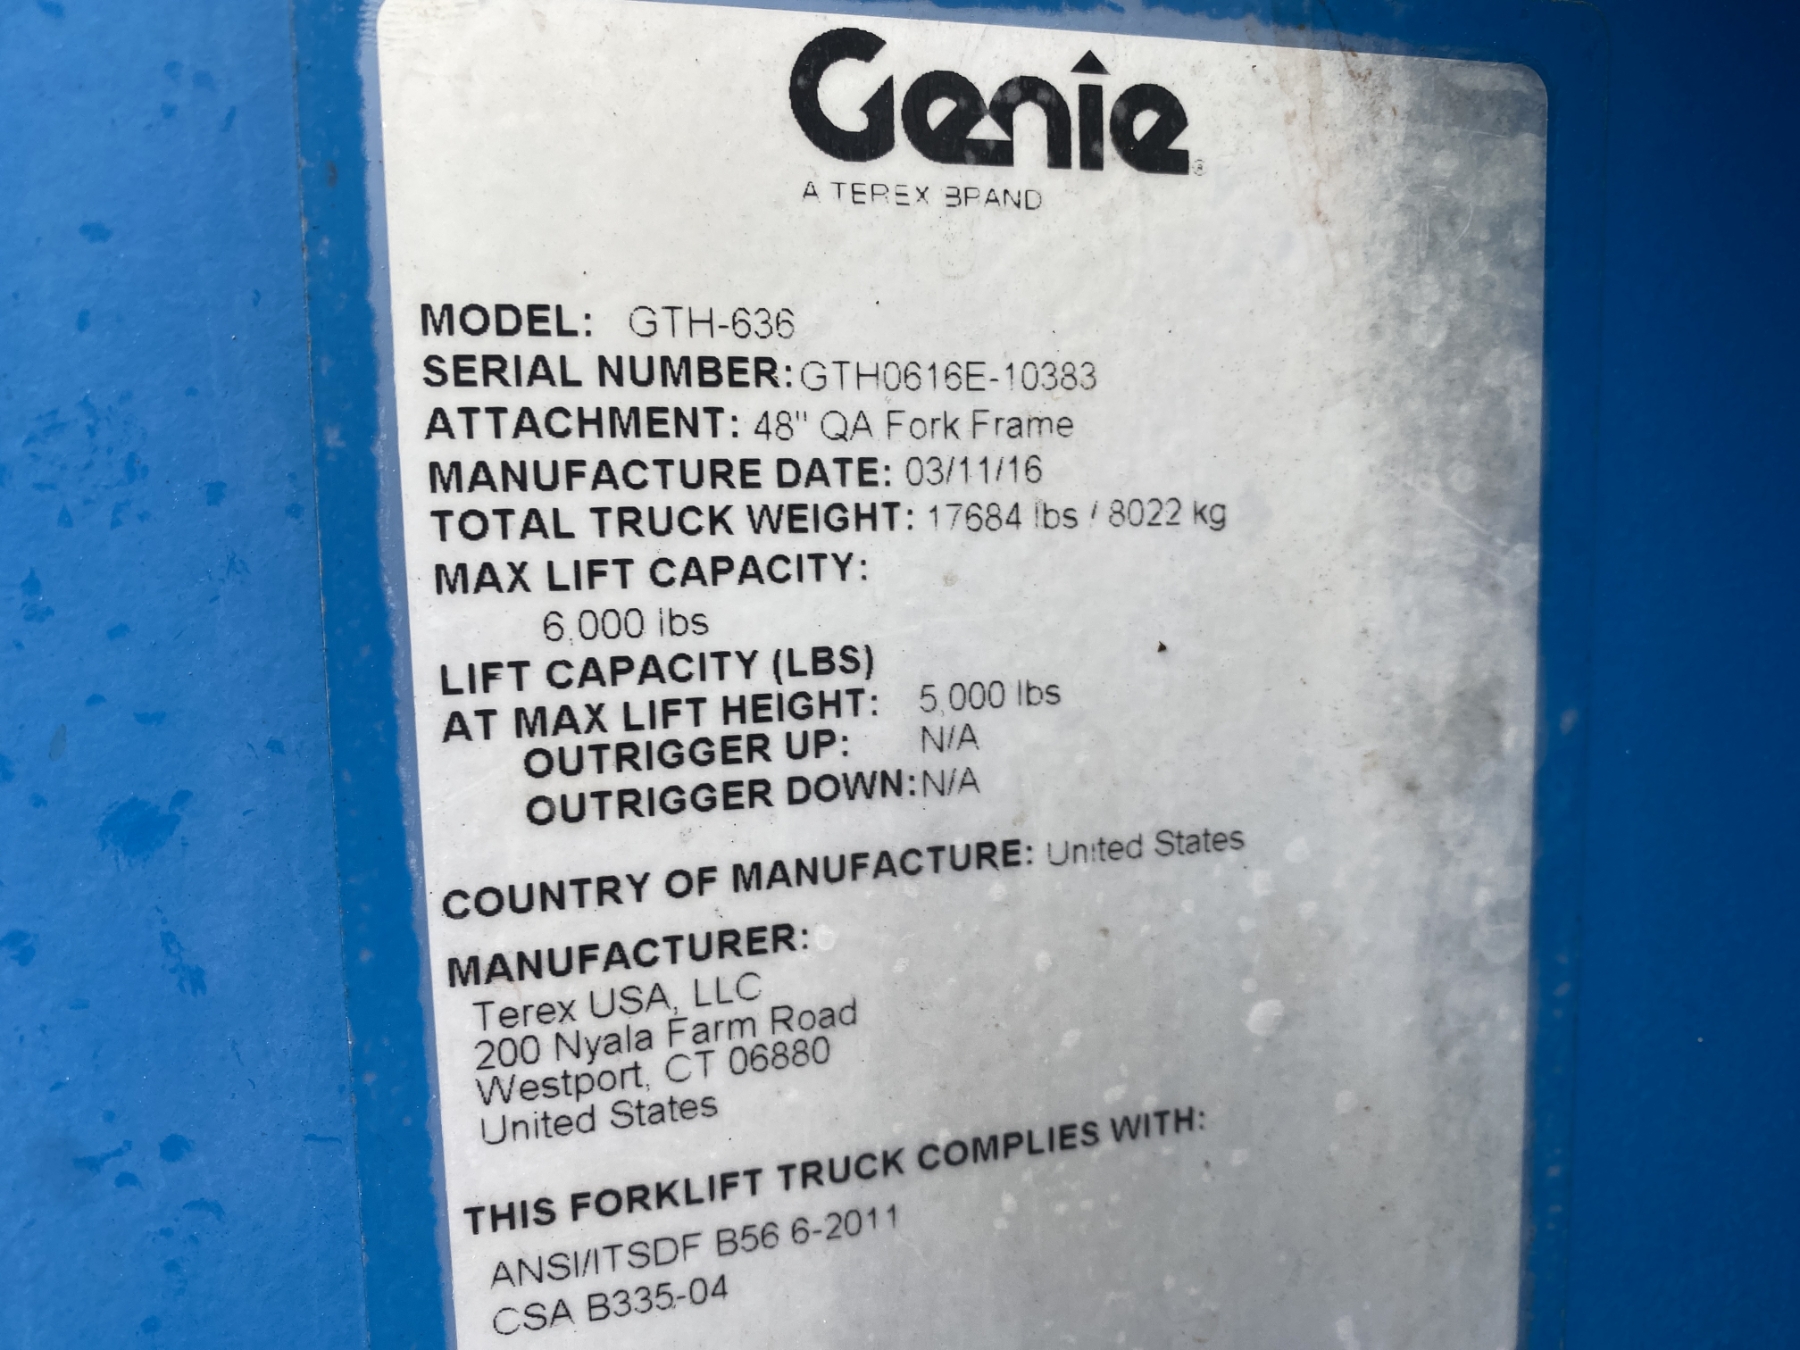 Genie®
A TEREX BRAND
MODEL: GTH-636
SERIAL NUMBER: GTH0616E-10383
ATTACHMENT: 48" QA Fork Frame
MANUFACTURE DATE: 03/11/16
TOTAL TRUCK WEIGHT: 17684 lbs / 8022 kg
MAX LIFT CAPACITY:
6,000 lbs
LIFT CAPACITY (LBS)
AT MAX LIFT HEIGHT: 5,000 lbs
OUTRIGGER UP: N/A
OUTRIGGER DOWN: N/A
COUNTRY OF MANUFACTURE: United States
MANUFACTURER:
Terex USA, LLC
200 Nyala Farm Road
Westport, CT 06880
United States
THIS FORKLIFT TRUCK COMPLIES WITH:
ANSI/ITSDF B56 6-2011
CSA B335-04